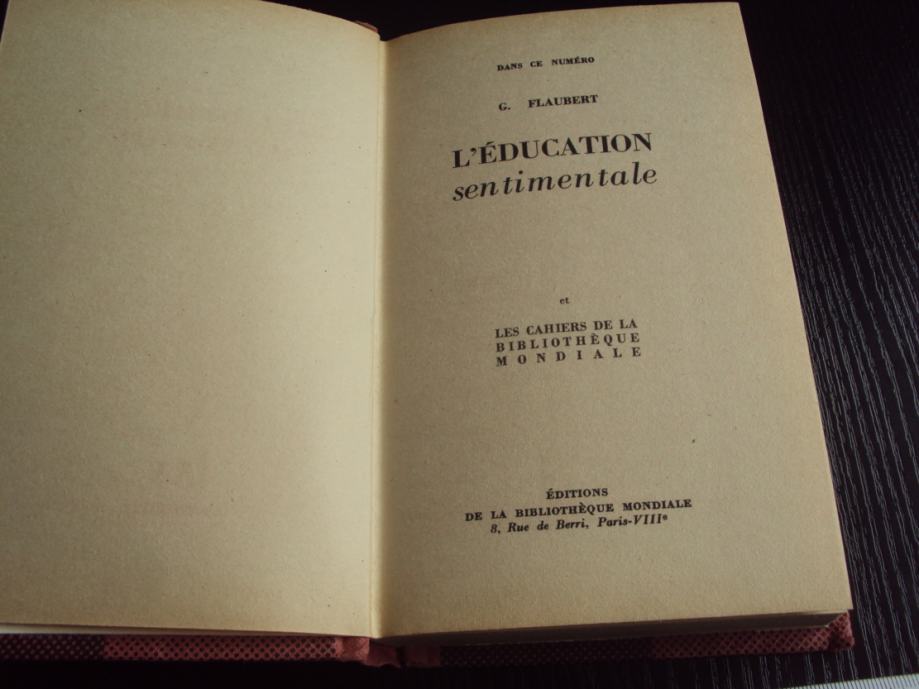 DANS CE NUMÉRO
G. FLAUBERT
L'ÉDUCATION
sentimentale
et
LES CAHIERS DE LA
BIBLIOTHÈQUE
MONDIALE
ÉDITIONS
DE LA BIBLIOTHÈQUE MONDIALE
8, Rue de Berri, Paris-VIIIᵉ